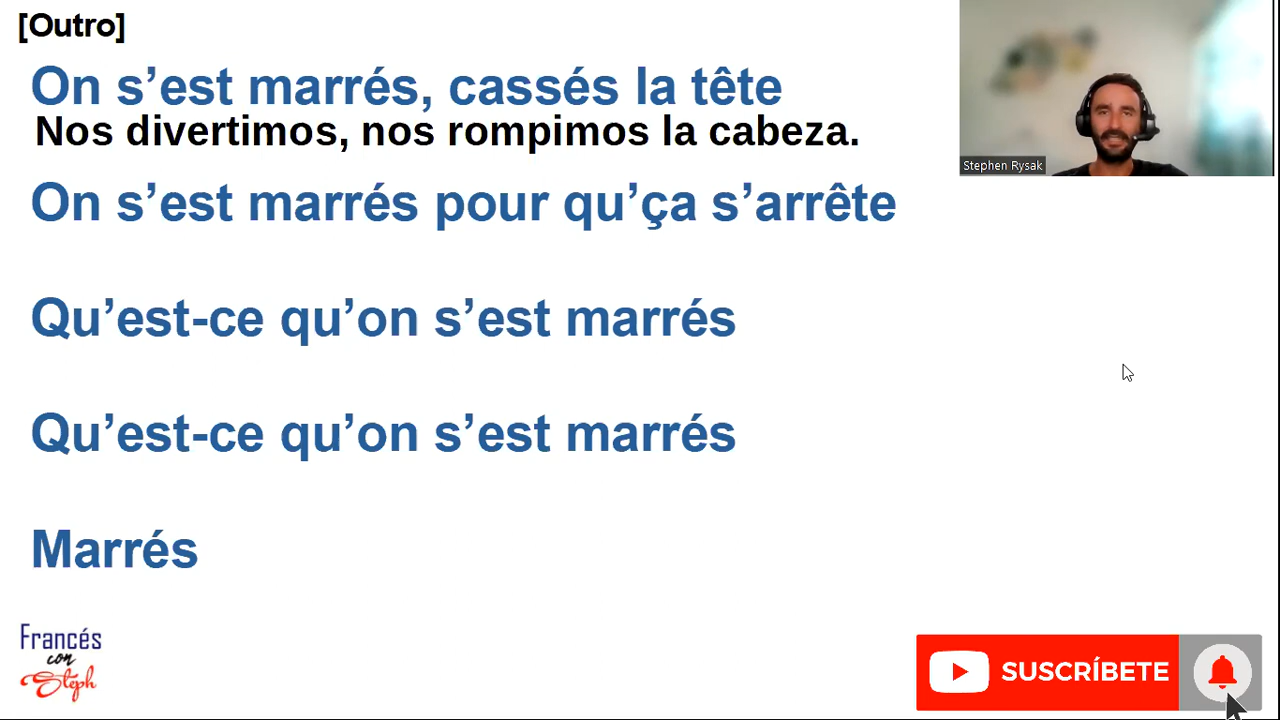 [Outro]
On s’est marrés, cassés la tête
Nos divertimos, nos rompimos la cabeza.
On s’est marrés pour qu’ça s’arrête
Qu’est-ce qu’on s’est marrés
Qu’est-ce qu’on s’est marrés
Marrés
Stephen Rysak
Francés
con
Steph
SUSCRÍBETE